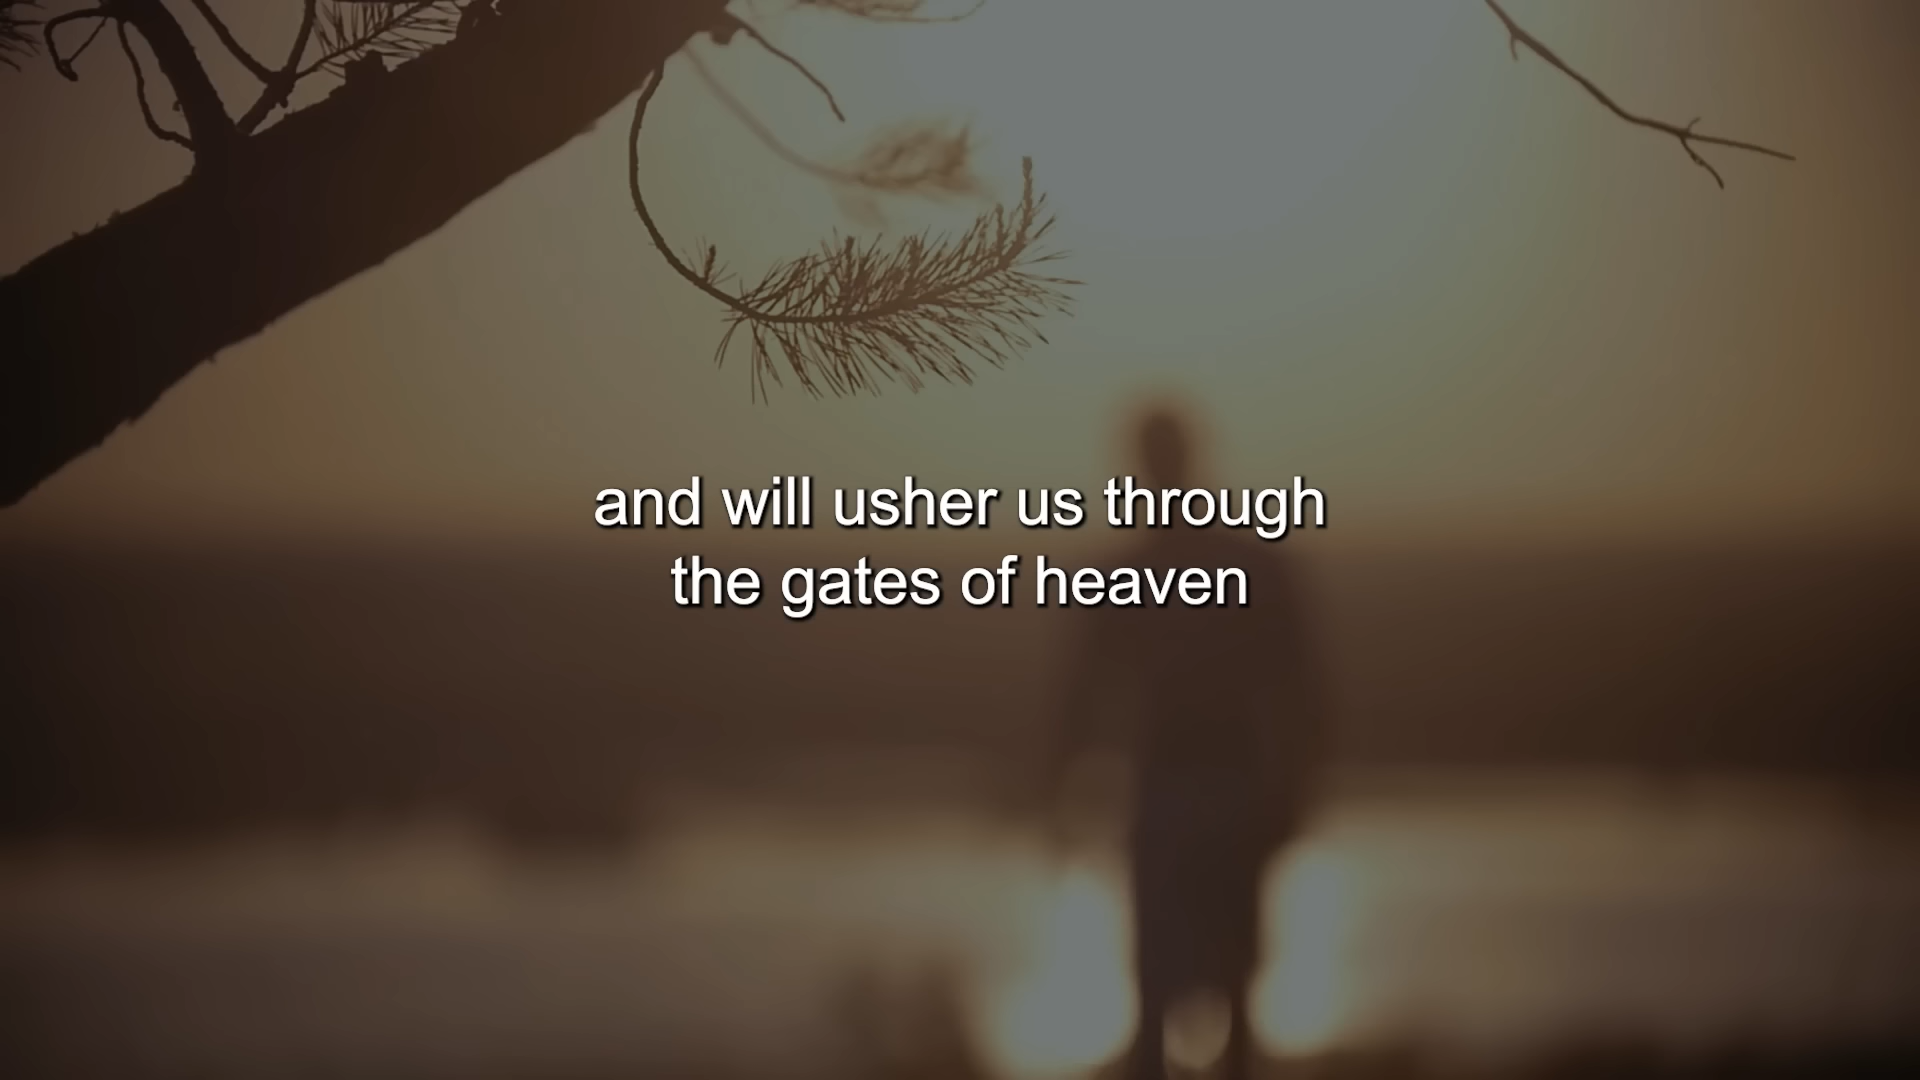 and will usher us through
the gates of heaven